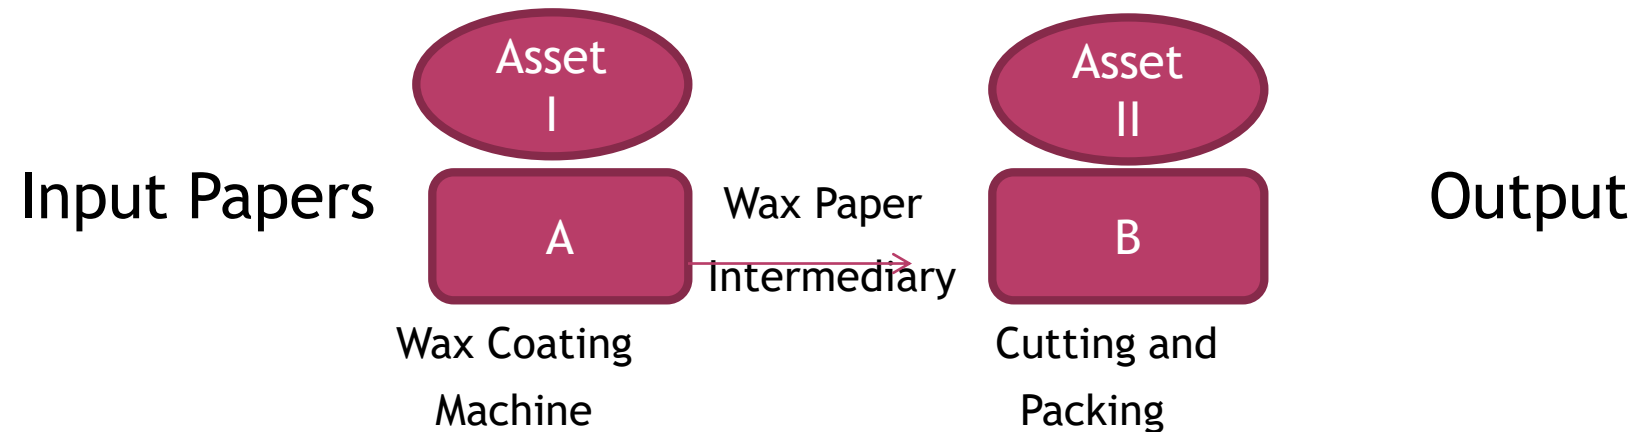 Asset
I
Asset
II
Input Papers
A
Wax Paper
Intermediary
B
Output
Wax Coating
Machine
Cutting and
Packing